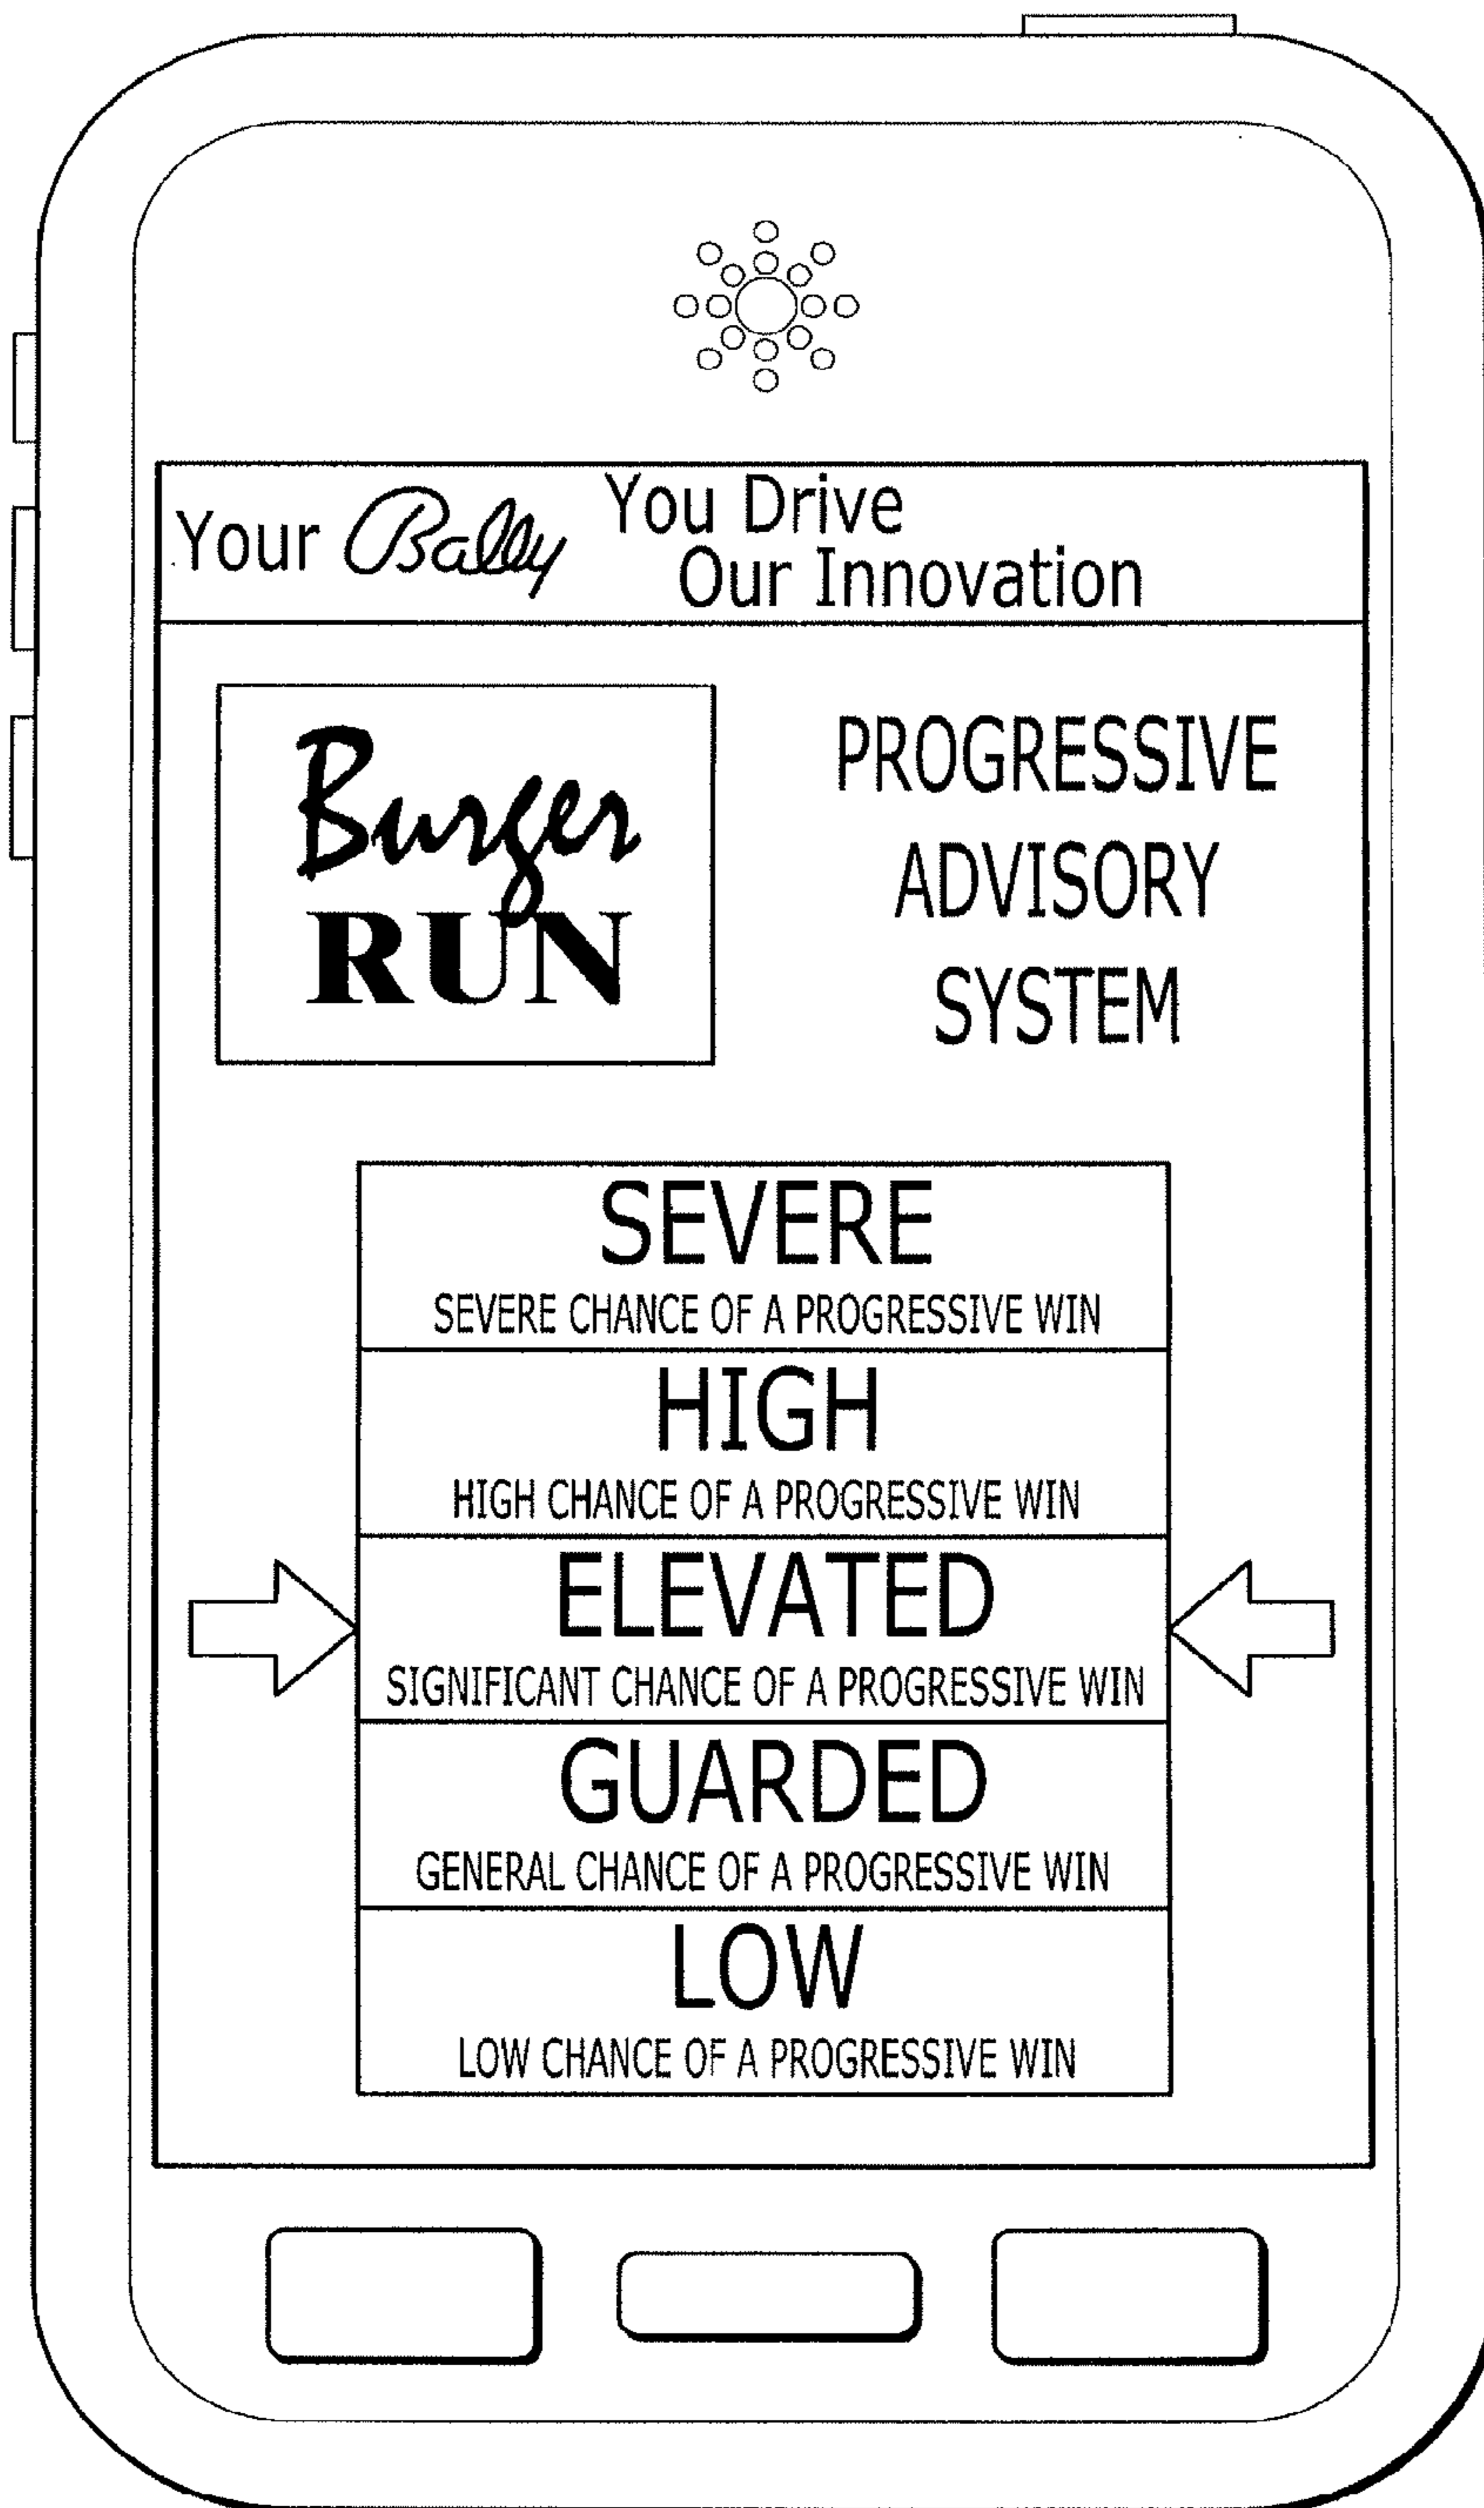 Your Bally You Drive
Our Innovation
Burger
RUN
PROGRESSIVE
ADVISORY
SYSTEM
SEVERE
SEVERE CHANCE OF A PROGRESSIVE WIN
HIGH
HIGH CHANCE OF A PROGRESSIVE WIN
ELEVATED
SIGNIFICANT CHANCE OF A PROGRESSIVE WIN
GUARDED
GENERAL CHANCE OF A PROGRESSIVE WIN
LOW
LOW CHANCE OF A PROGRESSIVE WIN